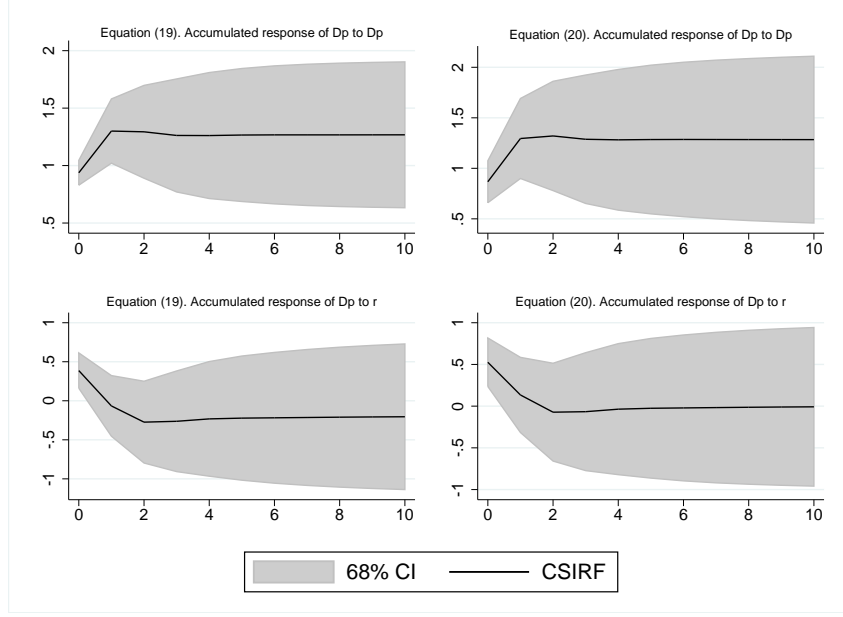 Equation (19). Accumulated response of Dp to Dp
2
1.5
1
.5
0 2 4 6 8 10
Equation (20). Accumulated response of Dp to Dp
2
1.5
1
.5
0 2 4 6 8 10
Equation (19). Accumulated response of Dp to r
1
.5
0
-.5
-1
0 2 4 6 8 10
Equation (20). Accumulated response of Dp to r
1
.5
0
-.5
-1
0 2 4 6 8 10
68% CI CSIRF